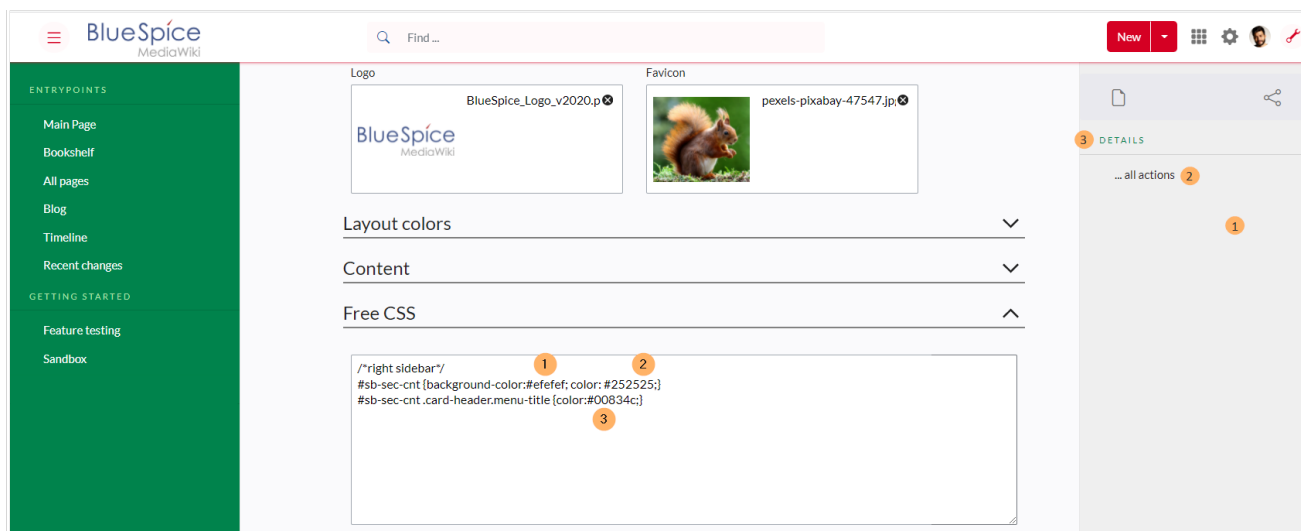 BlueSpice
MediaWiki
Find ...
New
ENTRYPOINTS
Main Page
Bookshelf
All pages
Blog
Timeline
Recent changes
GETTING STARTED
Feature testing
Sandbox
Logo
BlueSpice_Logo_v2020.p
BlueSpice
MediaWiki
Favicon
pexels-pixabay-47547.jp
Layout colors
Content
Free CSS
1 2
/*right sidebar*/
#sb-sec-cnt {background-color:#efefef; color: #252525;}
#sb-sec-cnt .card-header.menu-title {color:#00834c;}
3
3 DETAILS
... all actions 2
1